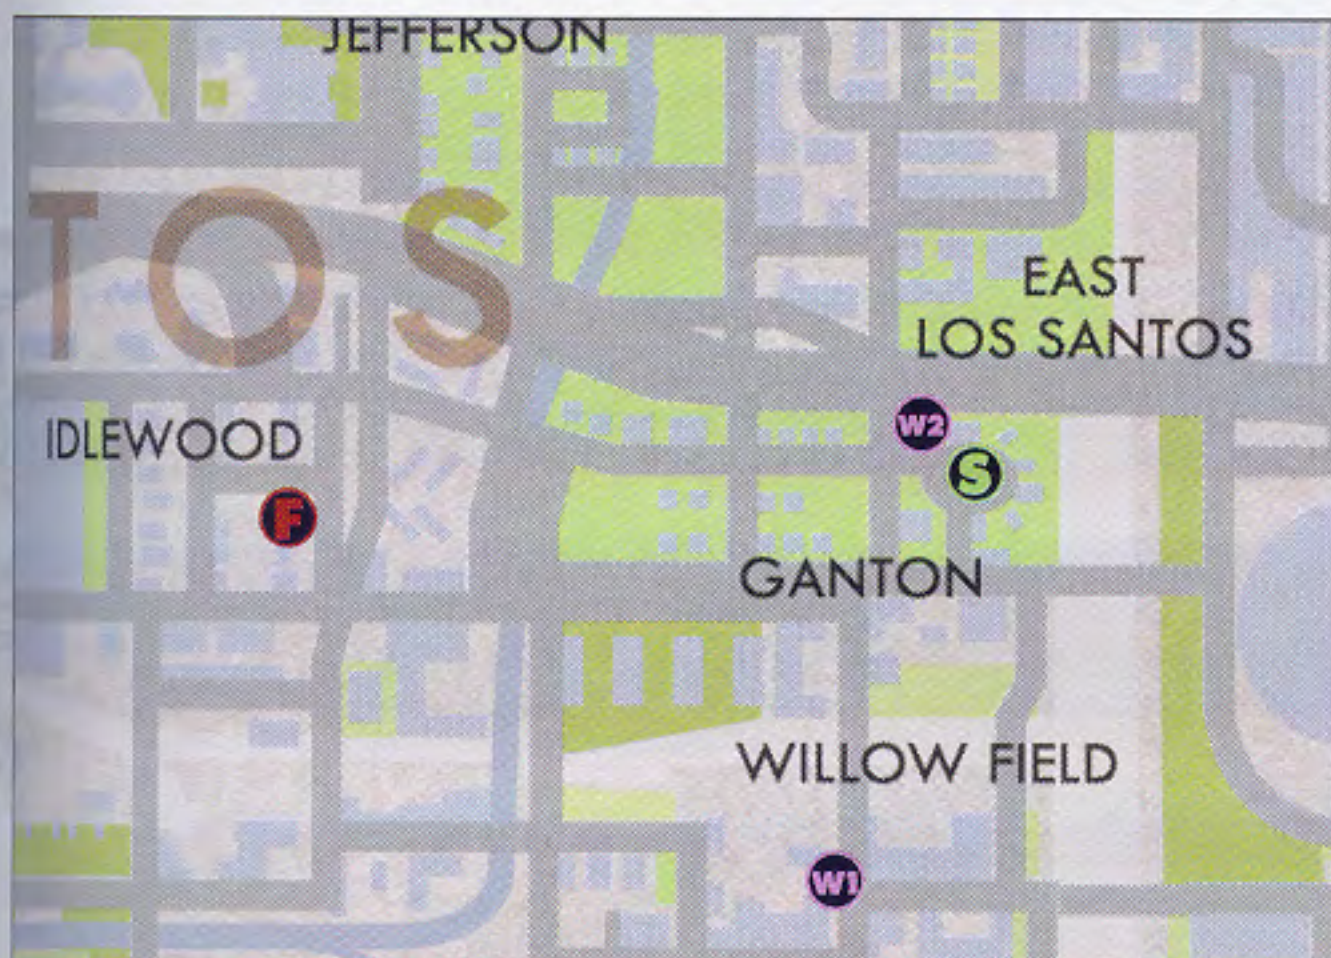 JEFFERSON
TOS
EAST
LOS SANTOS
W2
IDLEWOOD
S
F
GANTON
WILLOW FIELD
W1